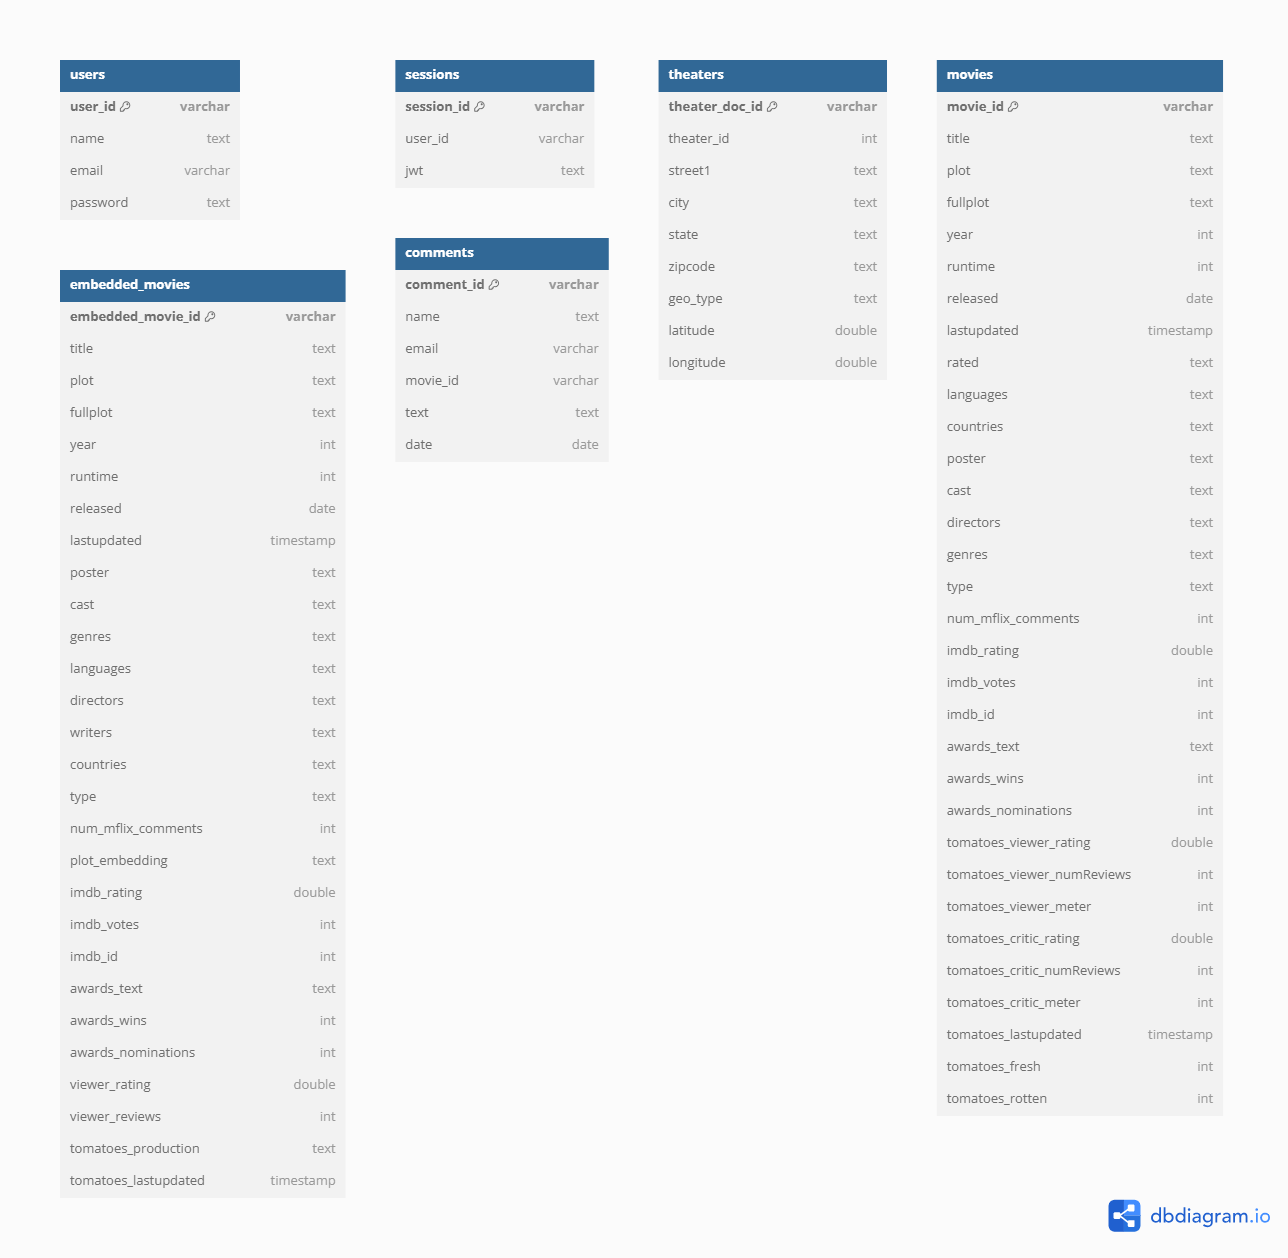 users
user_id varchar
name text
email varchar
password text
sessions
session_id varchar
user_id varchar
jwt text
theaters
theater_doc_id varchar
theater_id int
street1 text
city text
state text
zipcode text
geo_type text
latitude double
longitude double
movies
movie_id varchar
title text
plot text
fullplot text
year int
runtime int
released date
lastupdated timestamp
rated text
languages text
countries text
poster text
cast text
directors text
genres text
type text
num_mflix_comments int
imdb_rating double
imdb_votes int
imdb_id int
awards_text text
awards_wins int
awards_nominations int
tomatoes_viewer_rating double
tomatoes_viewer_numReviews int
tomatoes_viewer_meter int
tomatoes_critic_rating double
tomatoes_critic_numReviews int
tomatoes_critic_meter int
tomatoes_lastupdated timestamp
tomatoes_fresh int
tomatoes_rotten int
comments
comment_id varchar
name text
email varchar
movie_id varchar
text text
date date
embedded_movies
embedded_movie_id varchar
title text
plot text
fullplot text
year int
runtime int
released date
lastupdated timestamp
poster text
cast text
genres text
languages text
directors text
writers text
countries text
type text
num_mflix_comments int
plot_embedding text
imdb_rating double
imdb_votes int
imdb_id int
awards_text text
awards_wins int
awards_nominations int
viewer_rating double
viewer_reviews int
tomatoes_production text
tomatoes_lastupdated timestamp
dbdiagram.io